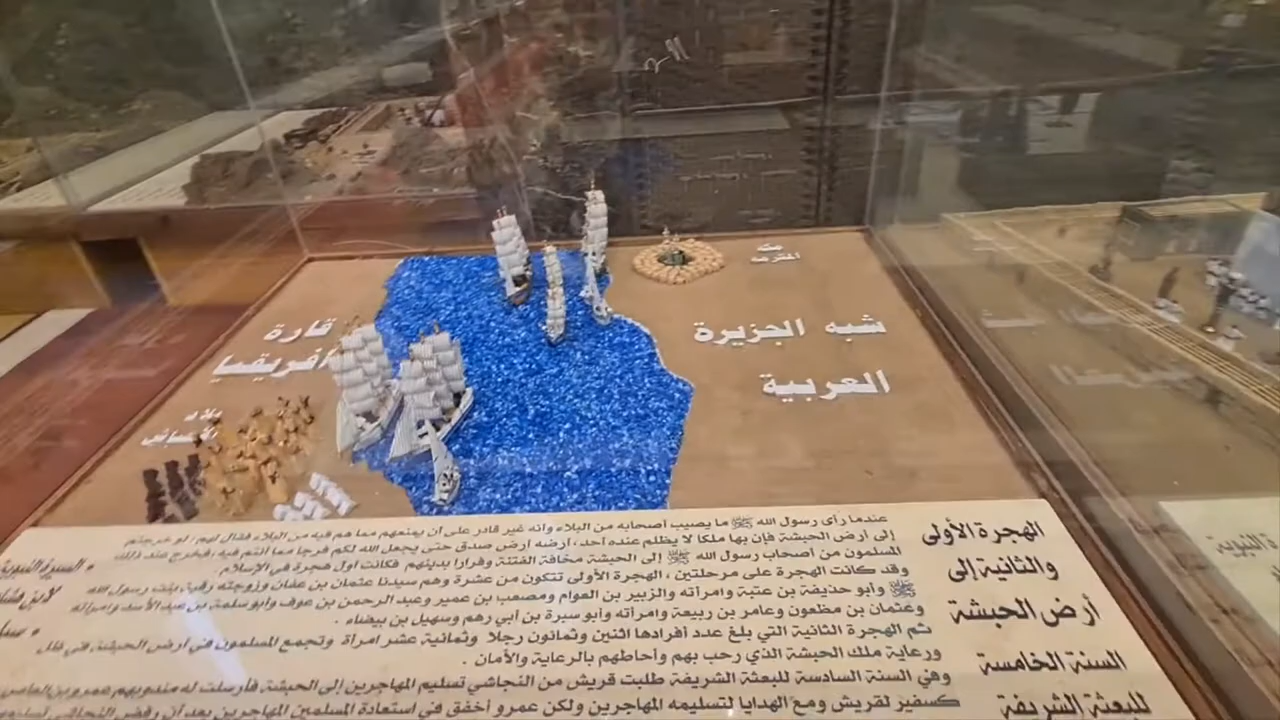 مكة
المكرمة
قارة
أفريقيا
شبه الجزيرة
العربية
بلاد
النجاشي
الهجرة الأولى
والثانية إلى
أرض الحبشة
السنة الخامسة
للبعثة الشريفة
عندما رأى رسول الله ﷺ ما يصيب أصحابه من البلاء وانه غير قادر على أن يمنعهم مما هم فيه من البلاء فقال لهم: لو خرجتم
إلى أرض الحبشة فإن بها ملكا لا يظلم عنده أحد، أرضه أرض صدق حتى يجعل الله لكم فرجا مما أنتم فيه، فخرج عند ذلك
المسلمون من أصحاب رسول الله ﷺ إلى الحبشة مخافة الفتنة وفرارا بدينهم فكانت أول هجرة في الإسلام.
وقد كانت الهجرة على مرحلتين، الهجرة الأولى تتكون من عشرة وهم سيدنا عثمان بن عفان وزوجته رقية بنت رسول الله
ﷺ وأبو حذيفة بن عتبة وامرأته والزبير بن العوام ومصعب بن عمير وعبد الرحمن بن عوف وأبو سلمة بن عبد الأسد وامرأته
وعثمان بن مظعون وعامر بن ربيعة وامرأته وأبو سبرة بن أبي رهم وسهيل بن بيضاء .
ثم الهجرة الثانية التي بلغ عدد أفرادها اثنين وثمانون رجلا وثمانية عشر امرأة وتجمع المسلمون في أرض الحبشة في ظل
ورعاية ملك الحبشة الذي رحب بهم وأحاطهم بالرعاية والأمان .
وفي السنة السادسة للبعثة الشريفة طلبت قريش من النجاشي تسليم المهاجرين إلى الحبشة فأرسلت له مندوبهم عمرو بن العاص
كسفير لقريش ومع الهدايا لتسليمه المهاجرين ولكن عمرو أخفق في استعادة المسلمين المهاجرين بعد أن رفض النجاشي
• السيرة النبوية
لابن هشام